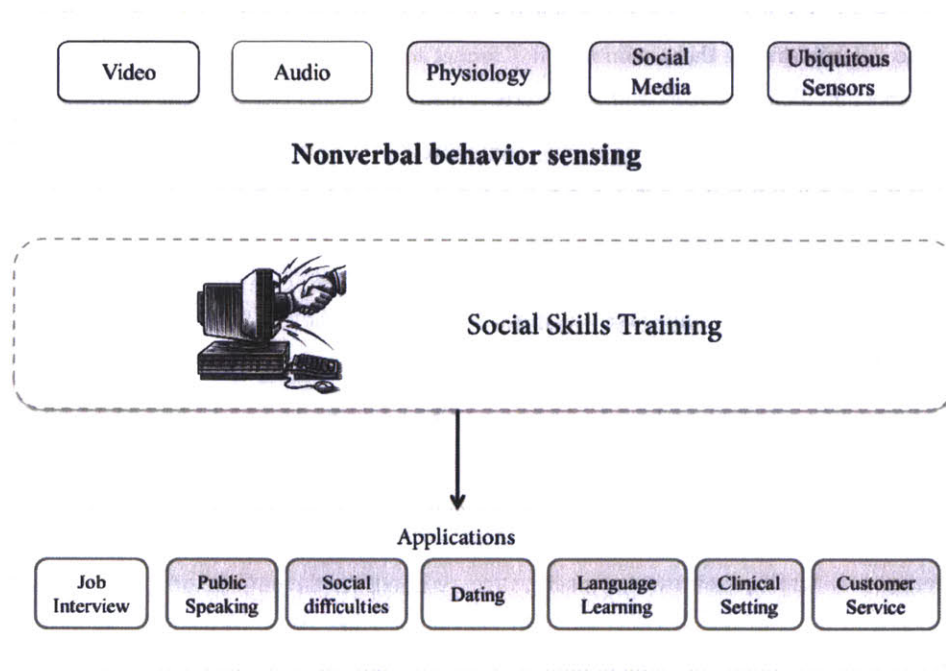 Video
Audio
Physiology
Social
Media
Ubiquitous
Sensors
Nonverbal behavior sensing
Social Skills Training
Applications
Job
Interview
Public
Speaking
Social
difficulties
Dating
Language
Learning
Clinical
Setting
Customer
Service